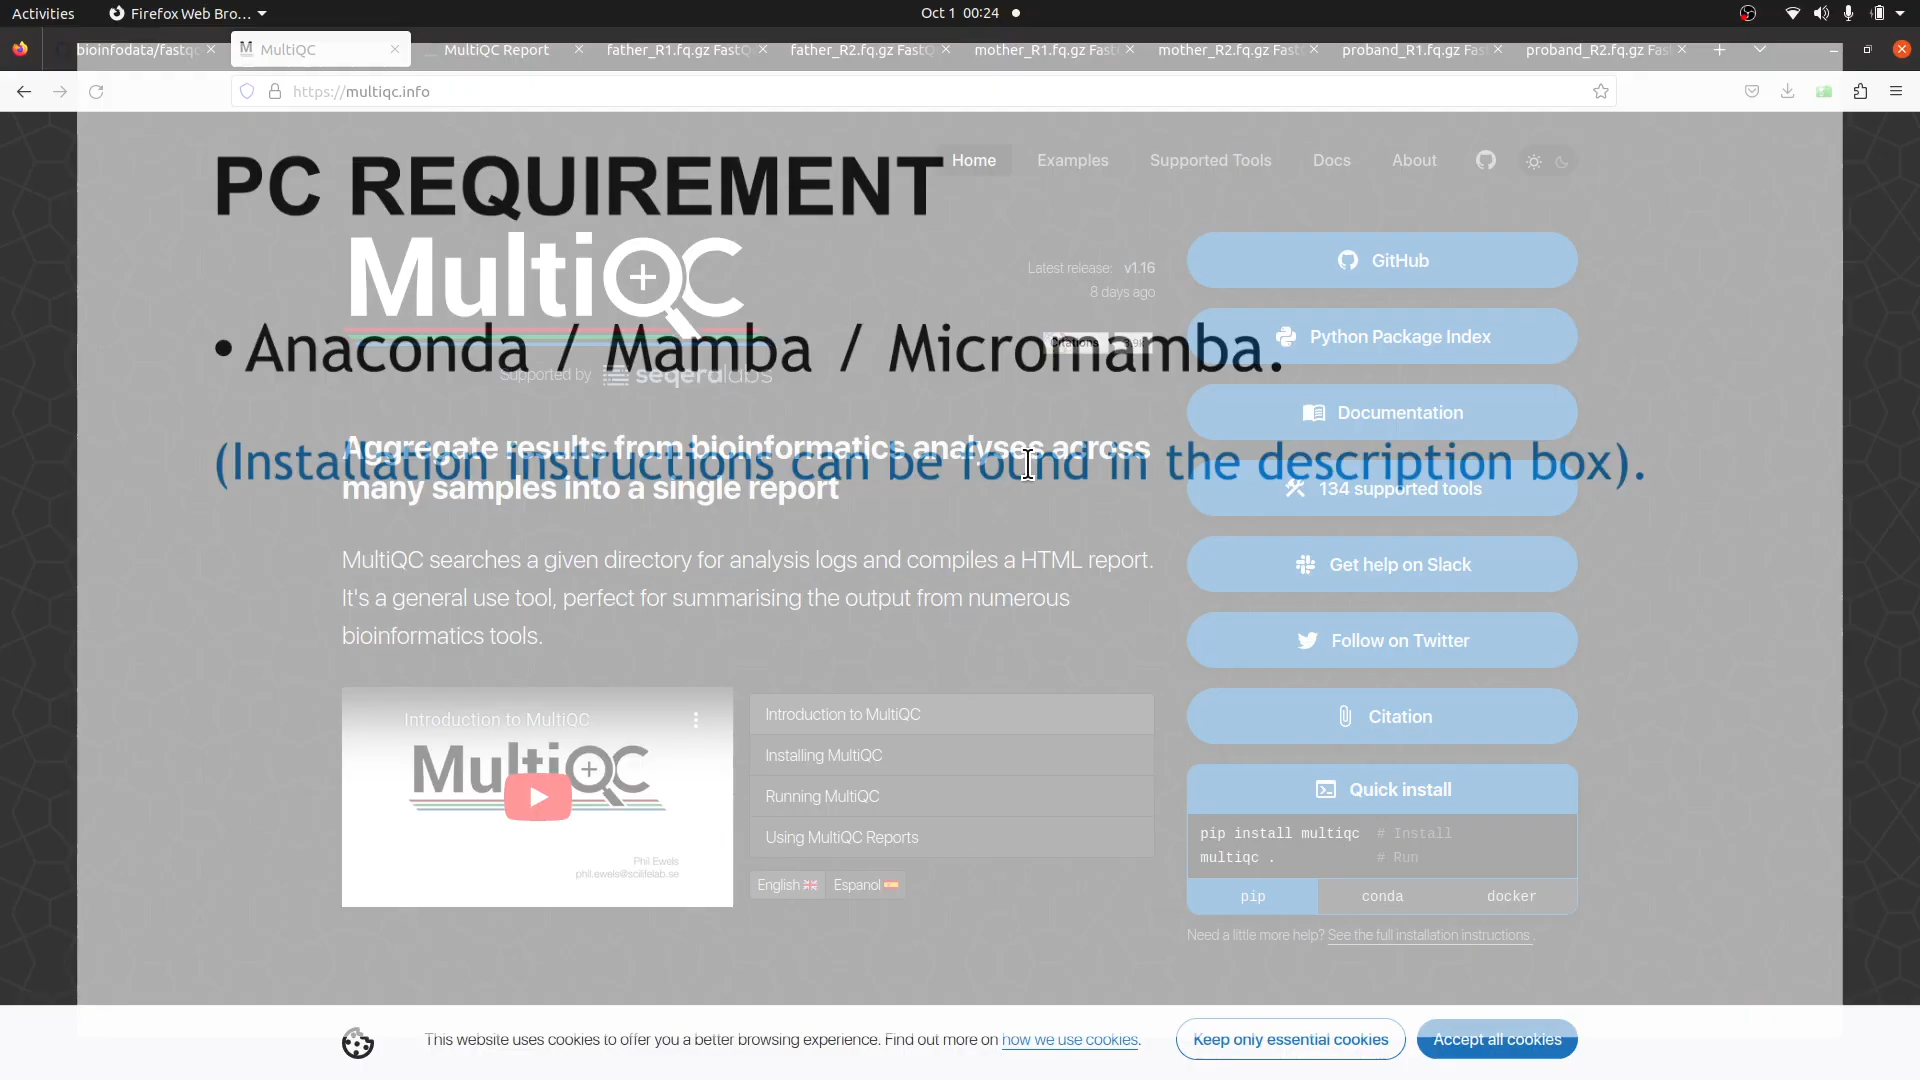 Activities
Firefox Web Bro...
Oct 1 00:24
bioinfodata/fastqc
MultiQC
MultiQC Report
father_R1.fq.gz FastQ
father_R2.fq.gz FastQ
mother_R1.fq.gz Fast
mother_R2.fq.gz Fast
proband_R1.fq.gz Fas
proband_R2.fq.gz Fas
https://multiqc.info
PC REQUIREMENT
Home
Examples
Supported Tools
Docs
About
MultiQC
Latest release: v1.16
8 days ago
GitHub
• Anaconda / Mamba / Micromamba.
Citations
Python Package Index
Supported by seqeralabs
Documentation
Aggregate results from bioinformatics analyses across
many samples into a single report
(Installation instructions can be found in the description box).
134 supported tools
MultiQC searches a given directory for analysis logs and compiles a HTML report.
It's a general use tool, perfect for summarising the output from numerous
bioinformatics tools.
Get help on Slack
Follow on Twitter
Citation
Introduction to MultiQC
MultiQC
Phil Ewels
phil.ewels@scilifelab.se
Introduction to MultiQC
Installing MultiQC
Running MultiQC
Using MultiQC Reports
English
Espanol
Quick install
pip install multiqc # Install
multiqc . # Run
pip
conda
docker
Need a little more help? See the full installation instructions.
This website uses cookies to offer you a better browsing experience. Find out more on how we use cookies.
Keep only essential cookies
Accept all cookies